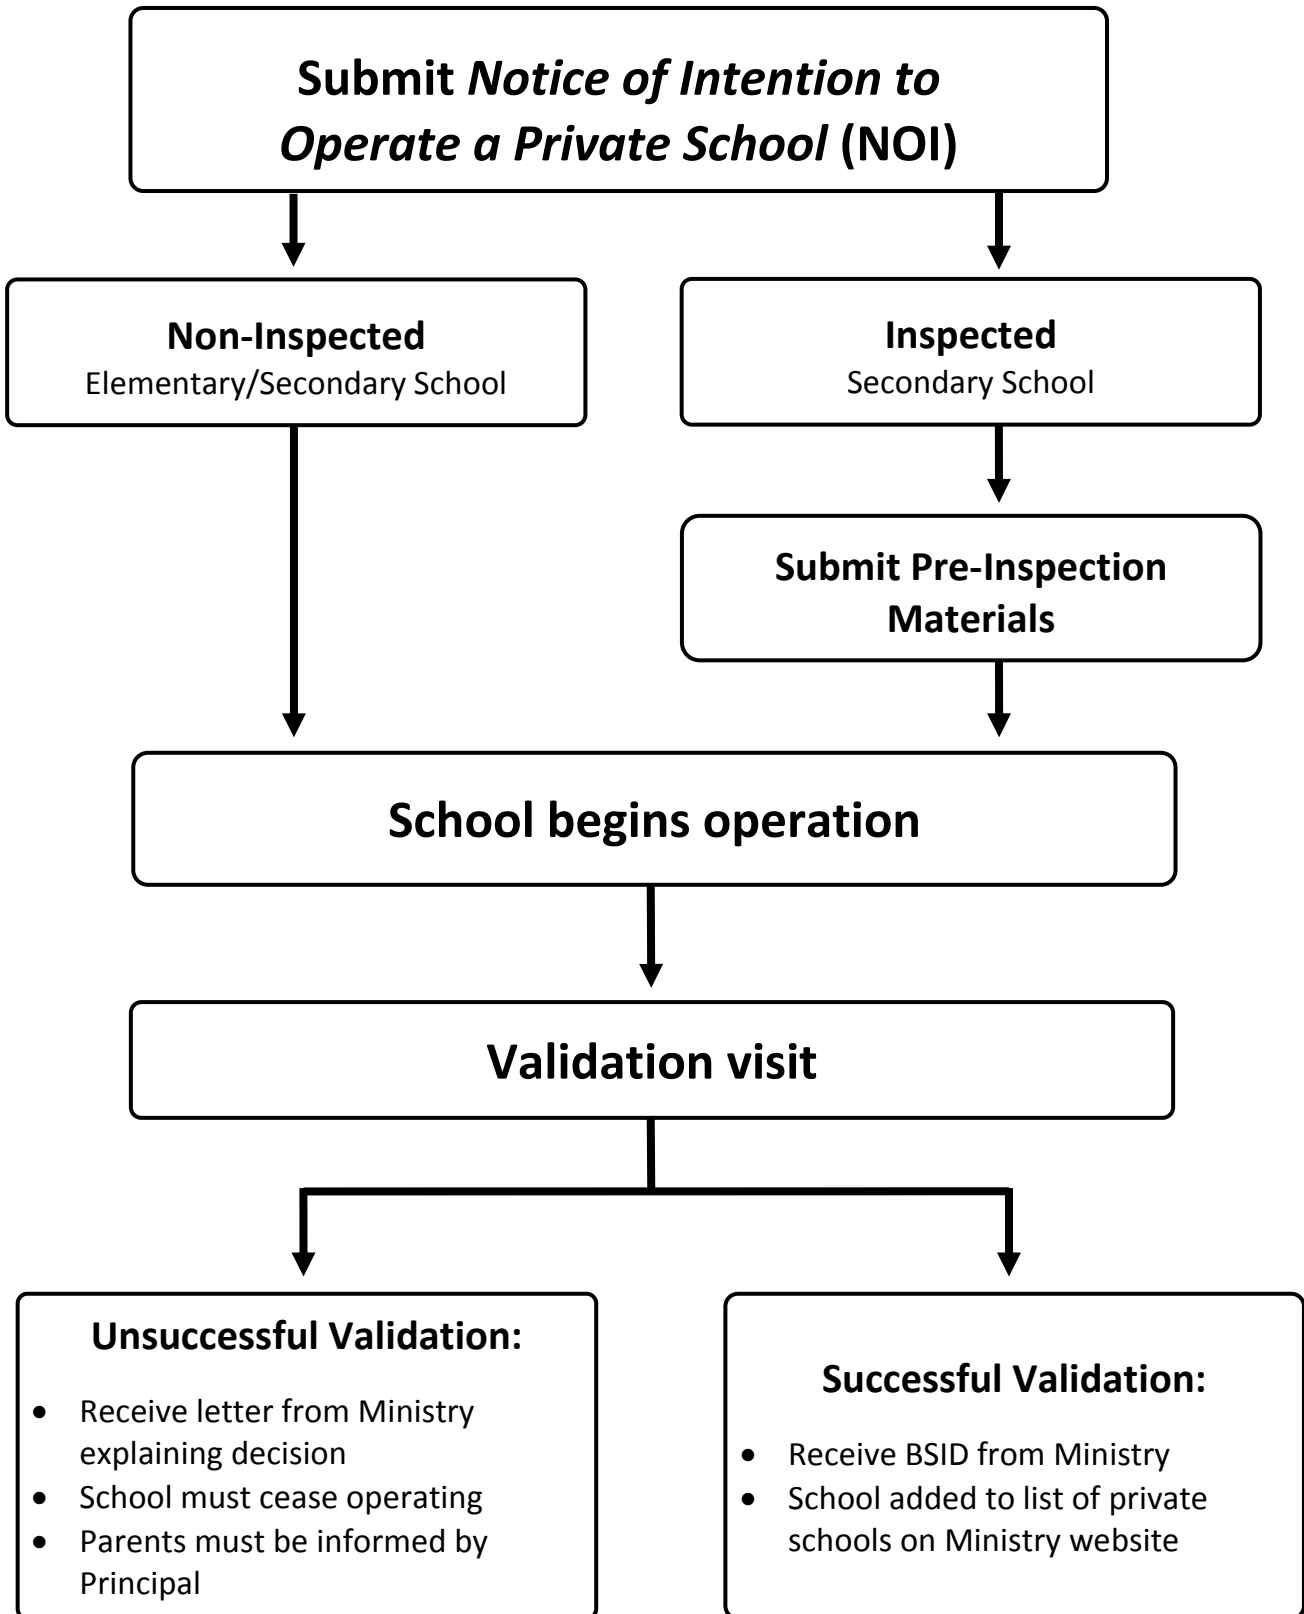 Submit Notice of Intention to
Operate a Private School (NOI)
Non-Inspected
Elementary/Secondary School
Inspected
Secondary School
Submit Pre-Inspection
Materials
School begins operation
Validation visit
Unsuccessful Validation:
• Receive letter from Ministry
explaining decision
• School must cease operating
• Parents must be informed by
Principal
Successful Validation:
• Receive BSID from Ministry
• School added to list of private
schools on Ministry website